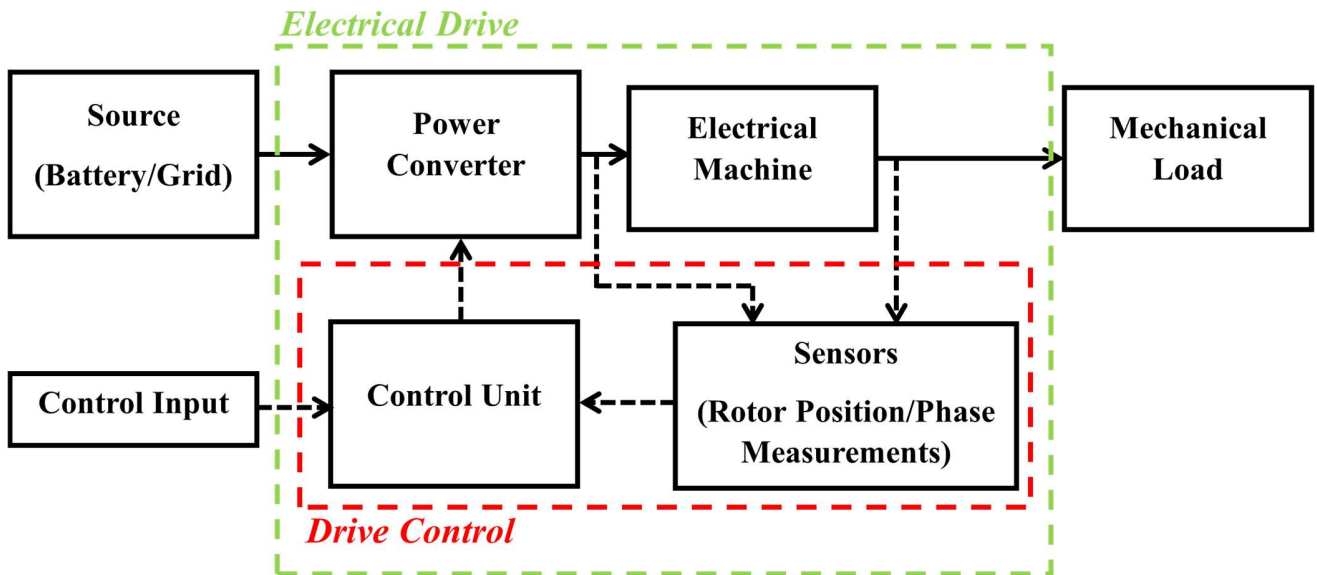 Electrical Drive
Source
(Battery/Grid)
Power
Converter
Electrical
Machine
Mechanical
Load
Control Input
Control Unit
Sensors
(Rotor Position/Phase
Measurements)
Drive Control